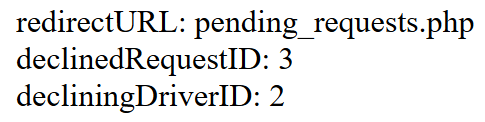 redirectURL: pending_requests.php
declinedRequestID: 3
decliningDriverID: 2